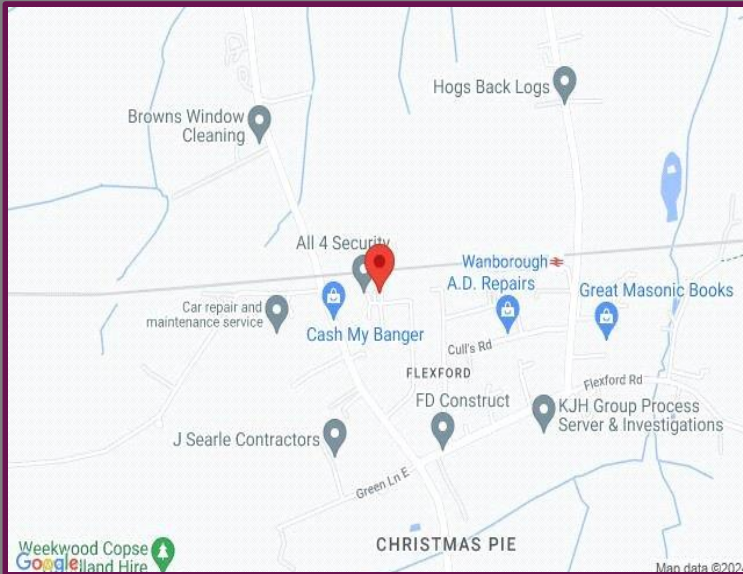 Hogs Back Logs
Browns Window
Cleaning
All 4 Security
Wanborough
A.D. Repairs
Great Masonic Books
Car repair and
maintenance service
Cash My Banger
Cull's Rd
FLEXFORD
Flexford Rd
FD Construct
KJH Group Process
Server & Investigations
J Searle Contractors
Green Ln E
CHRISTMAS PIE
Weekwood Copse
Hire
Google
Map data ©2024